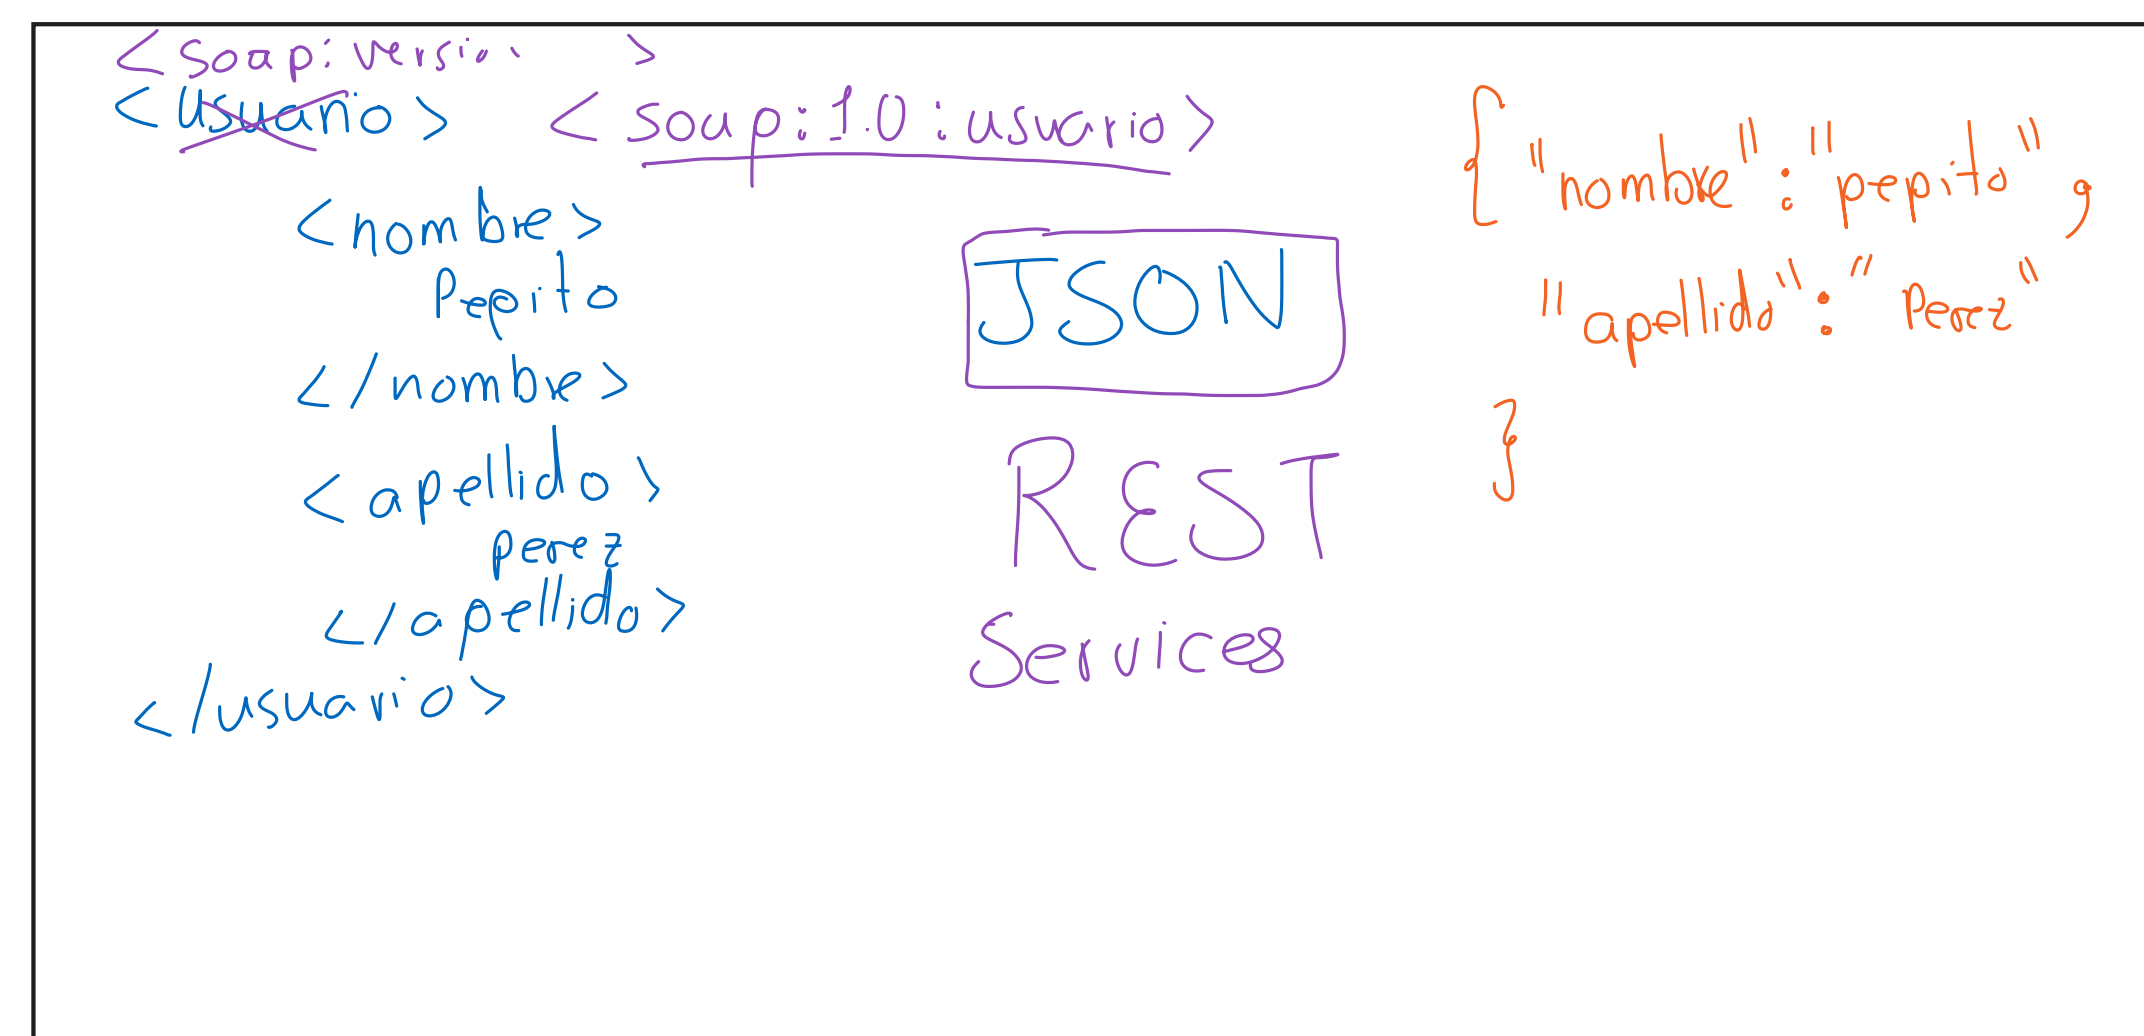 <soap:version >
<usuario> <soap:1.0:usuario>
<nombre>
Pepito
</nombre>
<apellido>
perez
</apellido>
</usuario>
JSON
REST
Services
{ "nombre":"pepito",
"apellido":"Perez"
}